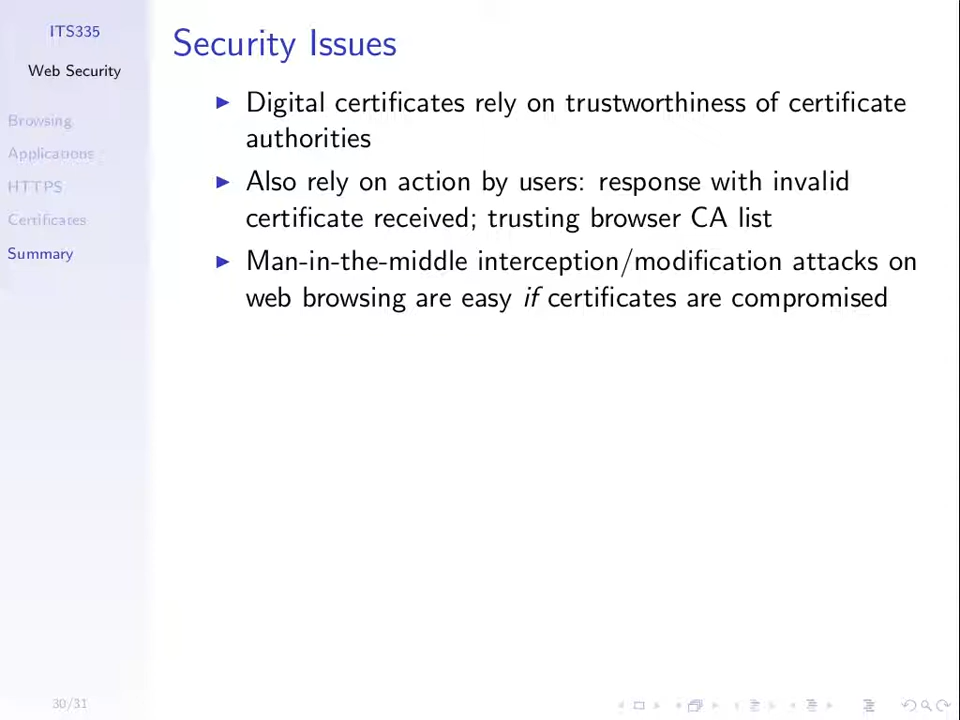 ITS335
Web Security
Browsing
Applications
HTTPS
Certificates
Summary
Security Issues
Digital certificates rely on trustworthiness of certificate
authorities
Also rely on action by users: response with invalid
certificate received; trusting browser CA list
Man-in-the-middle interception/modification attacks on
web browsing are easy if certificates are compromised
30/31